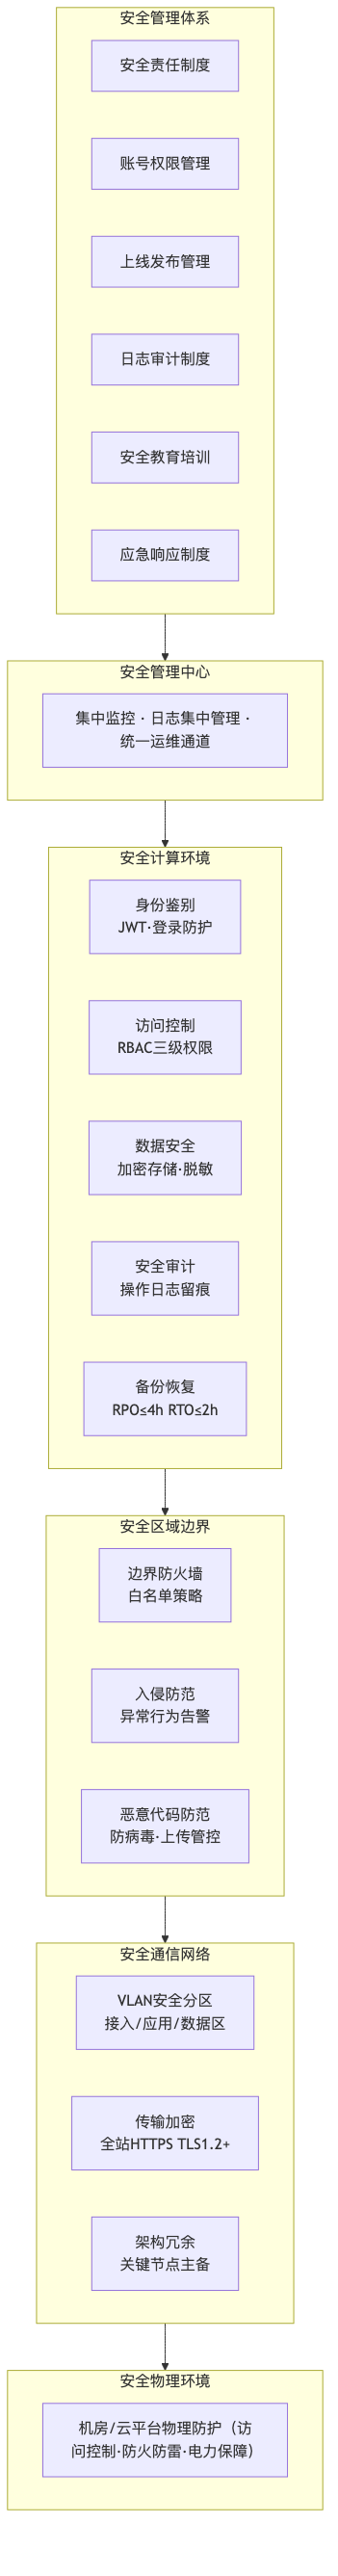 安全管理体系
安全责任制度
账号权限管理
上线发布管理
日志审计制度
安全教育培训
应急响应制度
安全管理中心
集中监控·日志集中管理·
统一运维通道
安全计算环境
身份鉴别
JWT·登录防护
访问控制
RBAC三级权限
数据安全
加密存储·脱敏
安全审计
操作日志留痕
备份恢复
RPO≤4h RTO≤2h
安全区域边界
边界防火墙
白名单策略
入侵防范
异常行为告警
恶意代码防范
防病毒·上传管控
安全通信网络
VLAN安全分区
接入/应用/数据区
传输加密
全站HTTPS TLS1.2+
架构冗余
关键节点主备
安全物理环境
机房/云平台物理防护（访
问控制·防火防雷·电力保障）